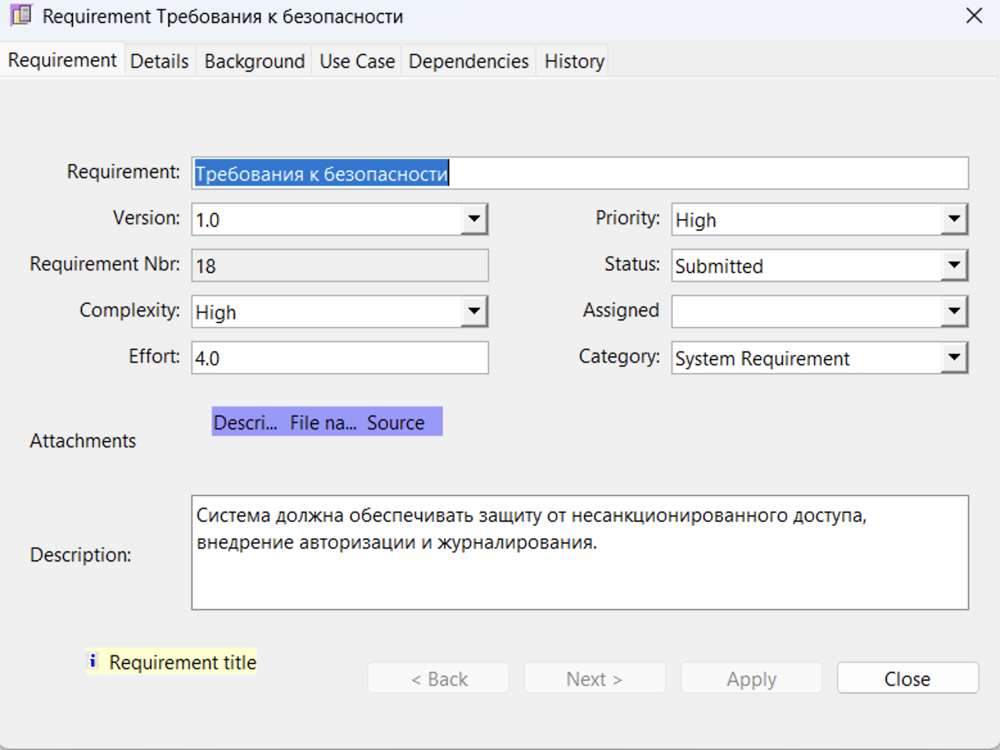 Requirement Требования к безопасности
Requirement Details Background Use Case Dependencies History
Requirement: Требования к безопасности
Version: 1.0 Priority: High
Requirement Nbr: 18 Status: Submitted
Complexity: High Assigned
Effort: 4.0 Category: System Requirement
Descri... File na... Source
Attachments
Система должна обеспечивать защиту от несанкционированного доступа,
внедрение авторизации и журналирования.
Description:
Requirement title
< Back Next > Apply Close